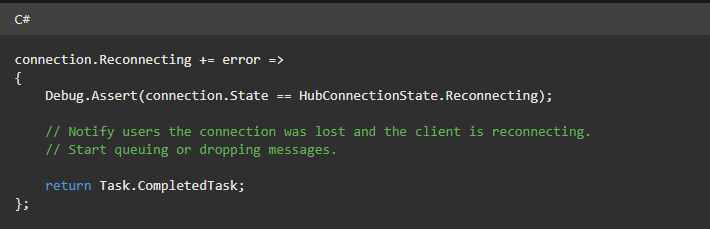 C#
connection.Reconnecting += error =>
{
    Debug.Assert(connection.State == HubConnectionState.Reconnecting);
    // Notify users the connection was lost and the client is reconnecting.
    // Start queuing or dropping messages.
    return Task.CompletedTask;
};